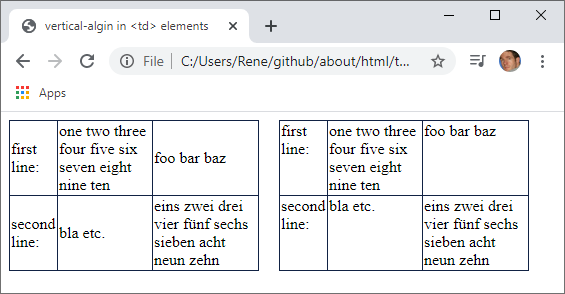 vertical-algin in <td> elements
File
C:/Users/Rene/github/about/html/t...
Apps
first
line:
one two three
four five six
seven eight
nine ten
foo bar baz
second
line:
bla etc.
eins zwei drei
vier fünf sechs
sieben acht
neun zehn
first
line:
one two three
four five six
seven eight
nine ten
foo bar baz
second
line:
bla etc.
eins zwei drei
vier fünf sechs
sieben acht
neun zehn